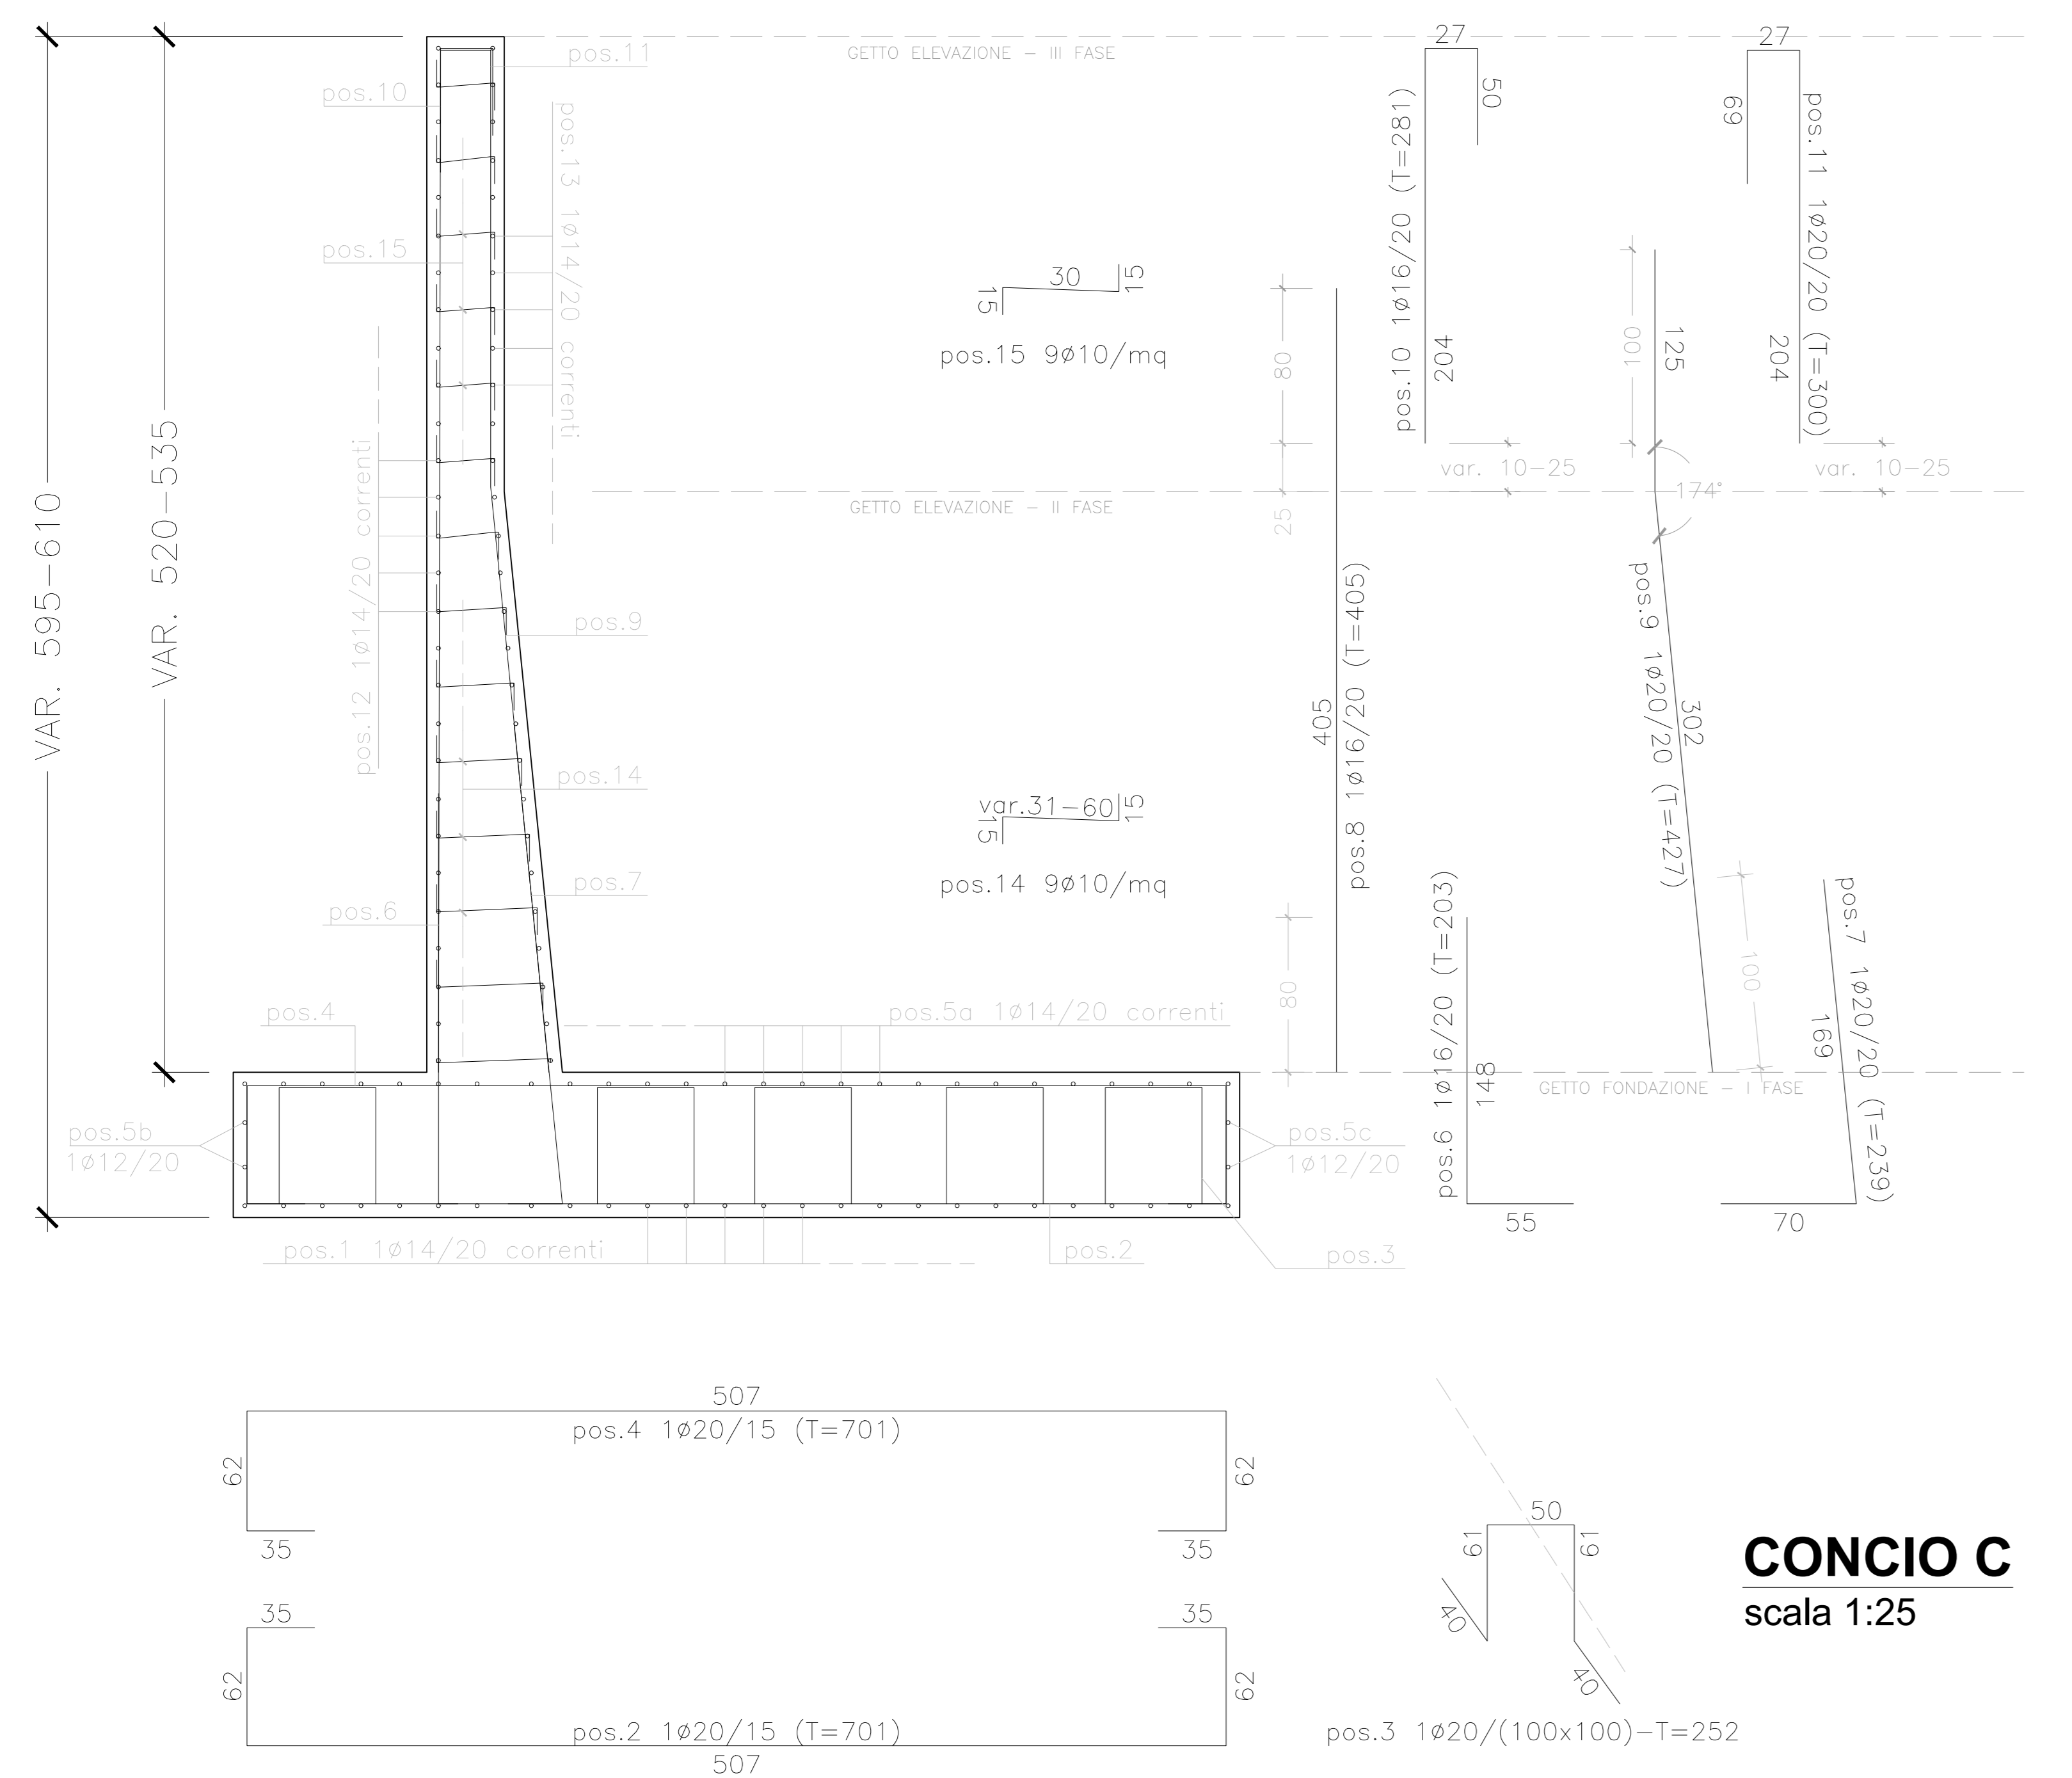 GETTO ELEVAZIONE - III FASE
pos.11
pos.10
pos.13 1ø14/20 correnti
pos.15
pos.12 1ø14/20 correnti
VAR. 595-610
VAR. 520-535
30
15
15
pos.15 9ø10/mq
GETTO ELEVAZIONE - II FASE
pos.9
pos.14
pos.7
pos.6
var.31-60
15
15
pos.14 9ø10/mq
80
25
80
405
pos.8 1ø16/20 (T=405)
27
50
pos.10 1ø16/20 (T=281)
204
var. 10-25
27
69
pos.11 1ø20/20 (T=300)
204
var. 10-25
100
125
174°
pos.9 1ø20/20 (T=427)
302
pos.6 1ø16/20 (T=203)
148
55
100
pos.7 1ø20/20 (T=239)
169
70
GETTO FONDAZIONE - I FASE
pos.4
pos.5a 1ø14/20 correnti
pos.5b
1ø12/20
pos.5c
1ø12/20
pos.1 1ø14/20 correnti
pos.2
pos.3
507
pos.4 1ø20/15 (T=701)
62
62
35
35
35
35
62
62
pos.2 1ø20/15 (T=701)
507
50
61
61
40
40
pos.3 1ø20/(100x100)-T=252
CONCIO C
scala 1:25